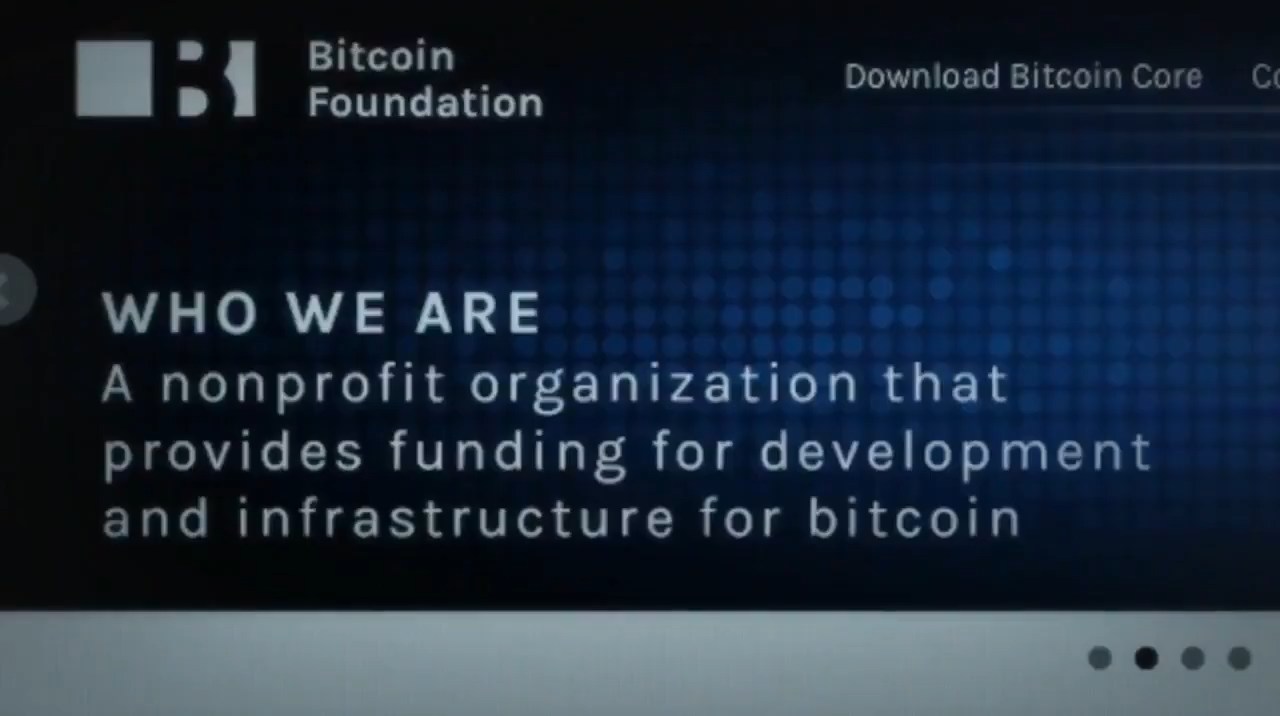 Bitcoin
Foundation
Download Bitcoin Core
WHO WE ARE
A nonprofit organization that
provides funding for development
and infrastructure for bitcoin